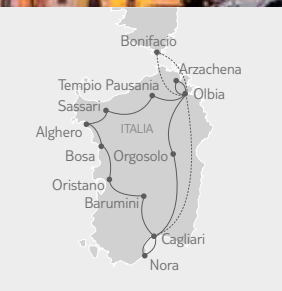 Bonifacio
Arzachena
Tempio Pausania
Olbia
Sassari
ITALIA
Alghero
Bosa
Orgosolo
Oristano
Barumini
Cagliari
Nora